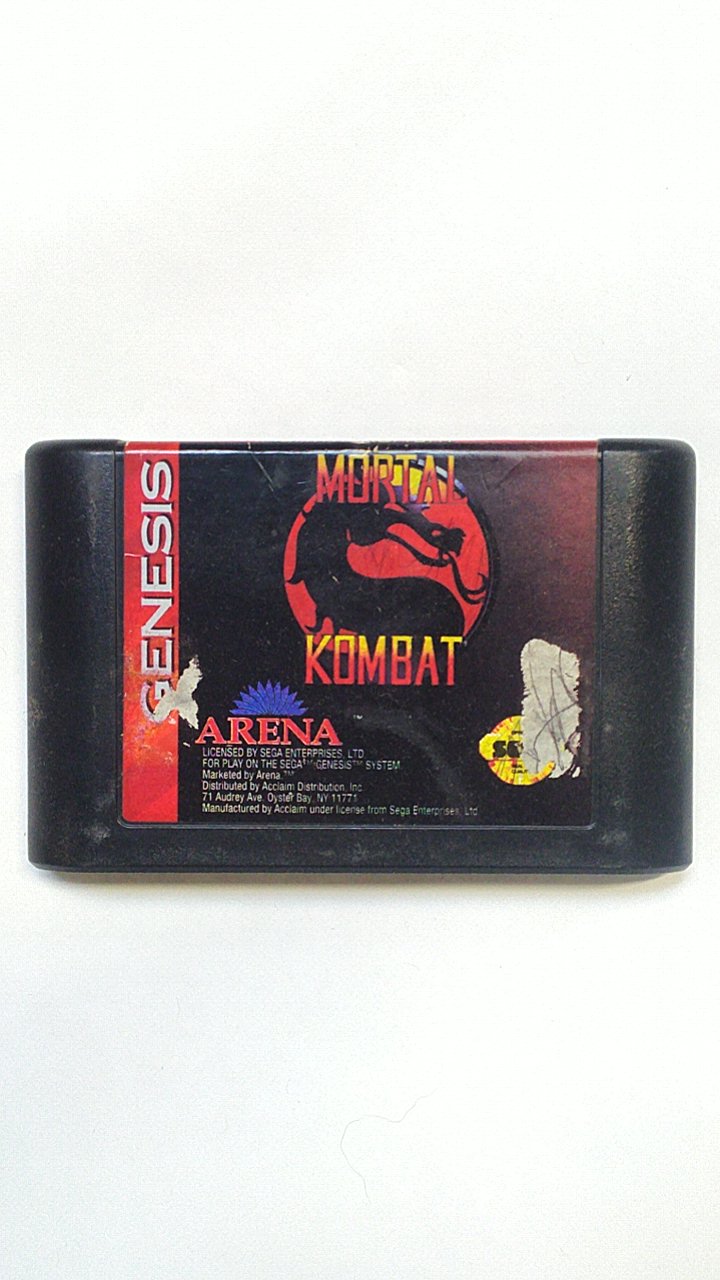 GENESIS
MORTAL
KOMBAT
ARENA
LICENSED BY SEGA ENTERPRISES, LTD
FOR PLAY ON THE SEGA™ GENESIS™ SYSTEM.
Marketed by Arena.™
Distributed by Acclaim Distribution, Inc.
71 Audrey Ave. Oyster Bay, NY 11771
Manufactured by Acclaim under license from Sega Enterprises, Ltd.